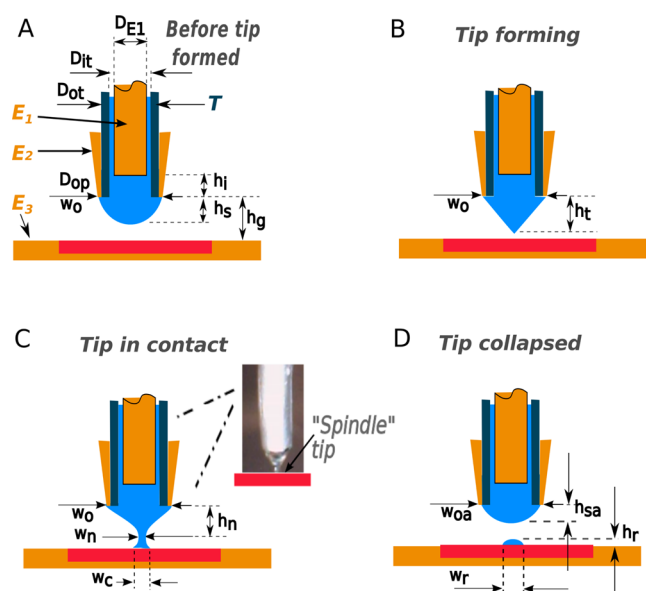 A
D_E1
Before tip
formed
D_it
D_ot
T
E_1
E_2
D_op
h_i
w_o
h_s
h_g
E_3
B
Tip forming
w_o
h_t
C
Tip in contact
"Spindle"
tip
w_o
h_n
w_n
w_c
D
Tip collapsed
w_oa
h_sa
h_r
w_r